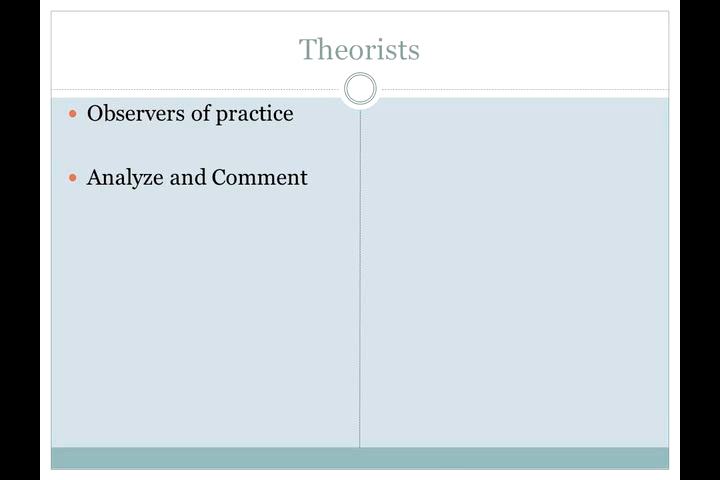 Theorists
Observers of practice
Analyze and Comment